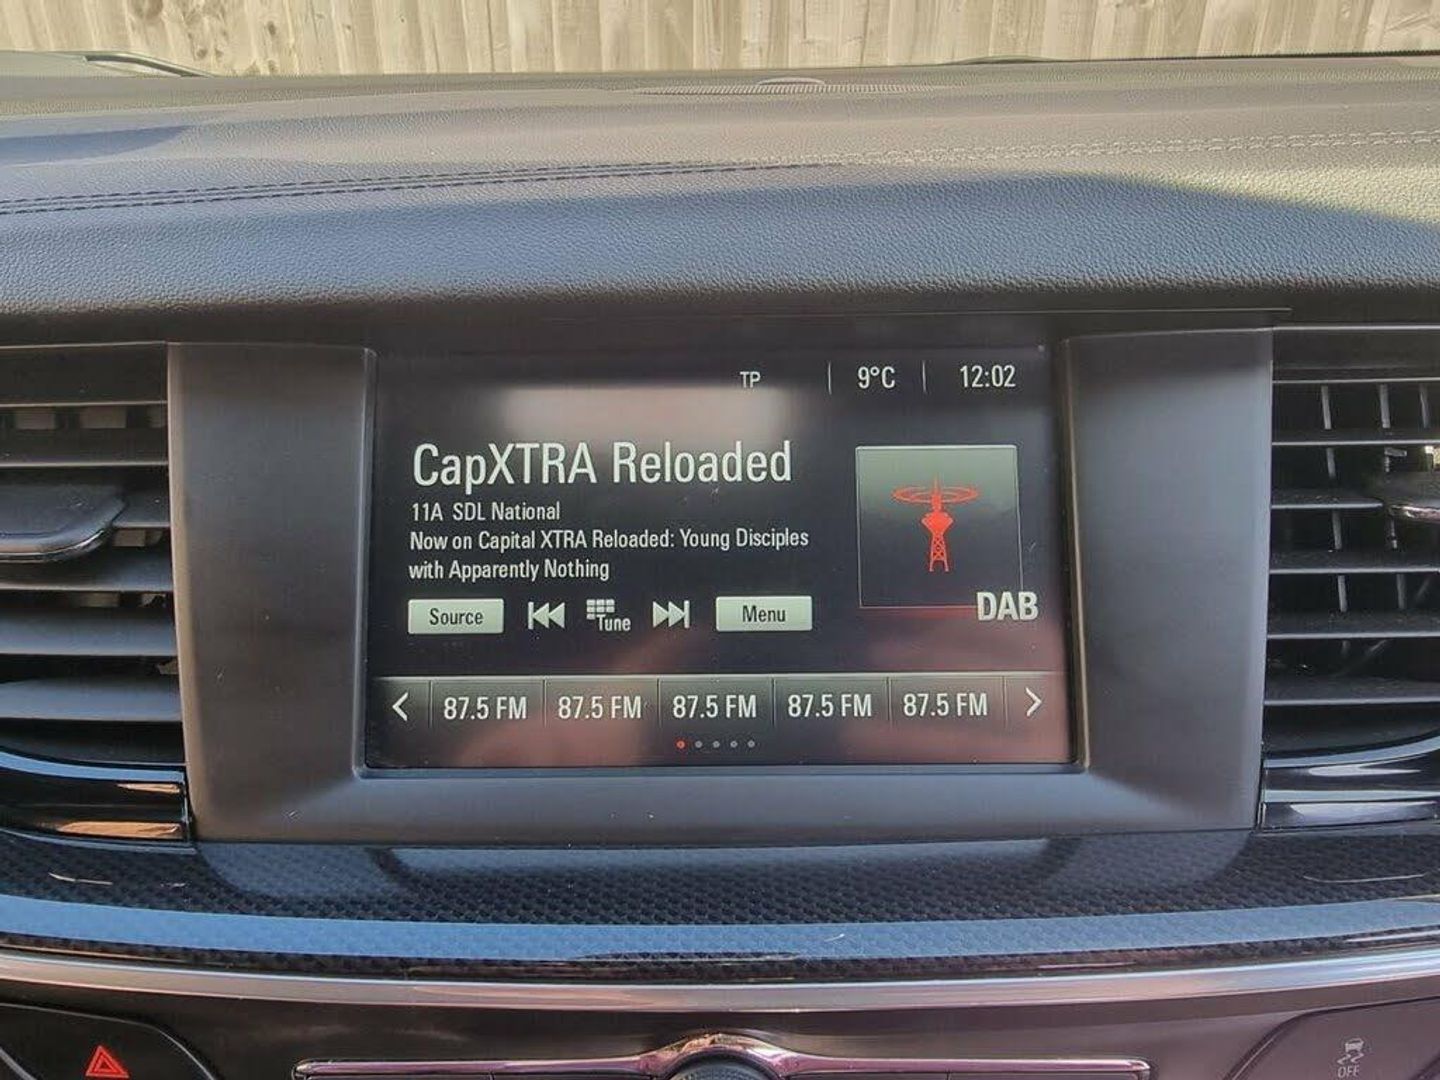 TP 9°C 12:02
CapXTRA Reloaded
11A SDL National
Now on Capital XTRA Reloaded: Young Disciples
with Apparently Nothing
DAB
Source Tune Menu
87.5 FM 87.5 FM 87.5 FM 87.5 FM 87.5 FM
OFF